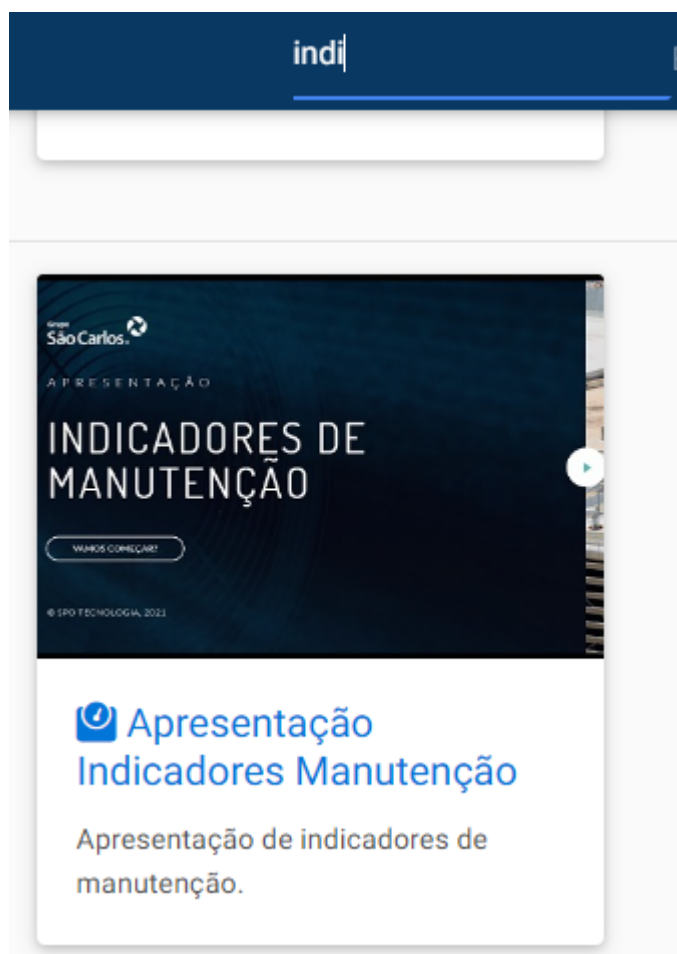 indi
Grupo
São Carlos.
APRESENTAÇÃO
INDICADORES DE
MANUTENÇÃO
VAMOS COMEÇAR?
© SPO TECNOLOGIA, 2021
Apresentação
Indicadores Manutenção
Apresentação de indicadores de
manutenção.